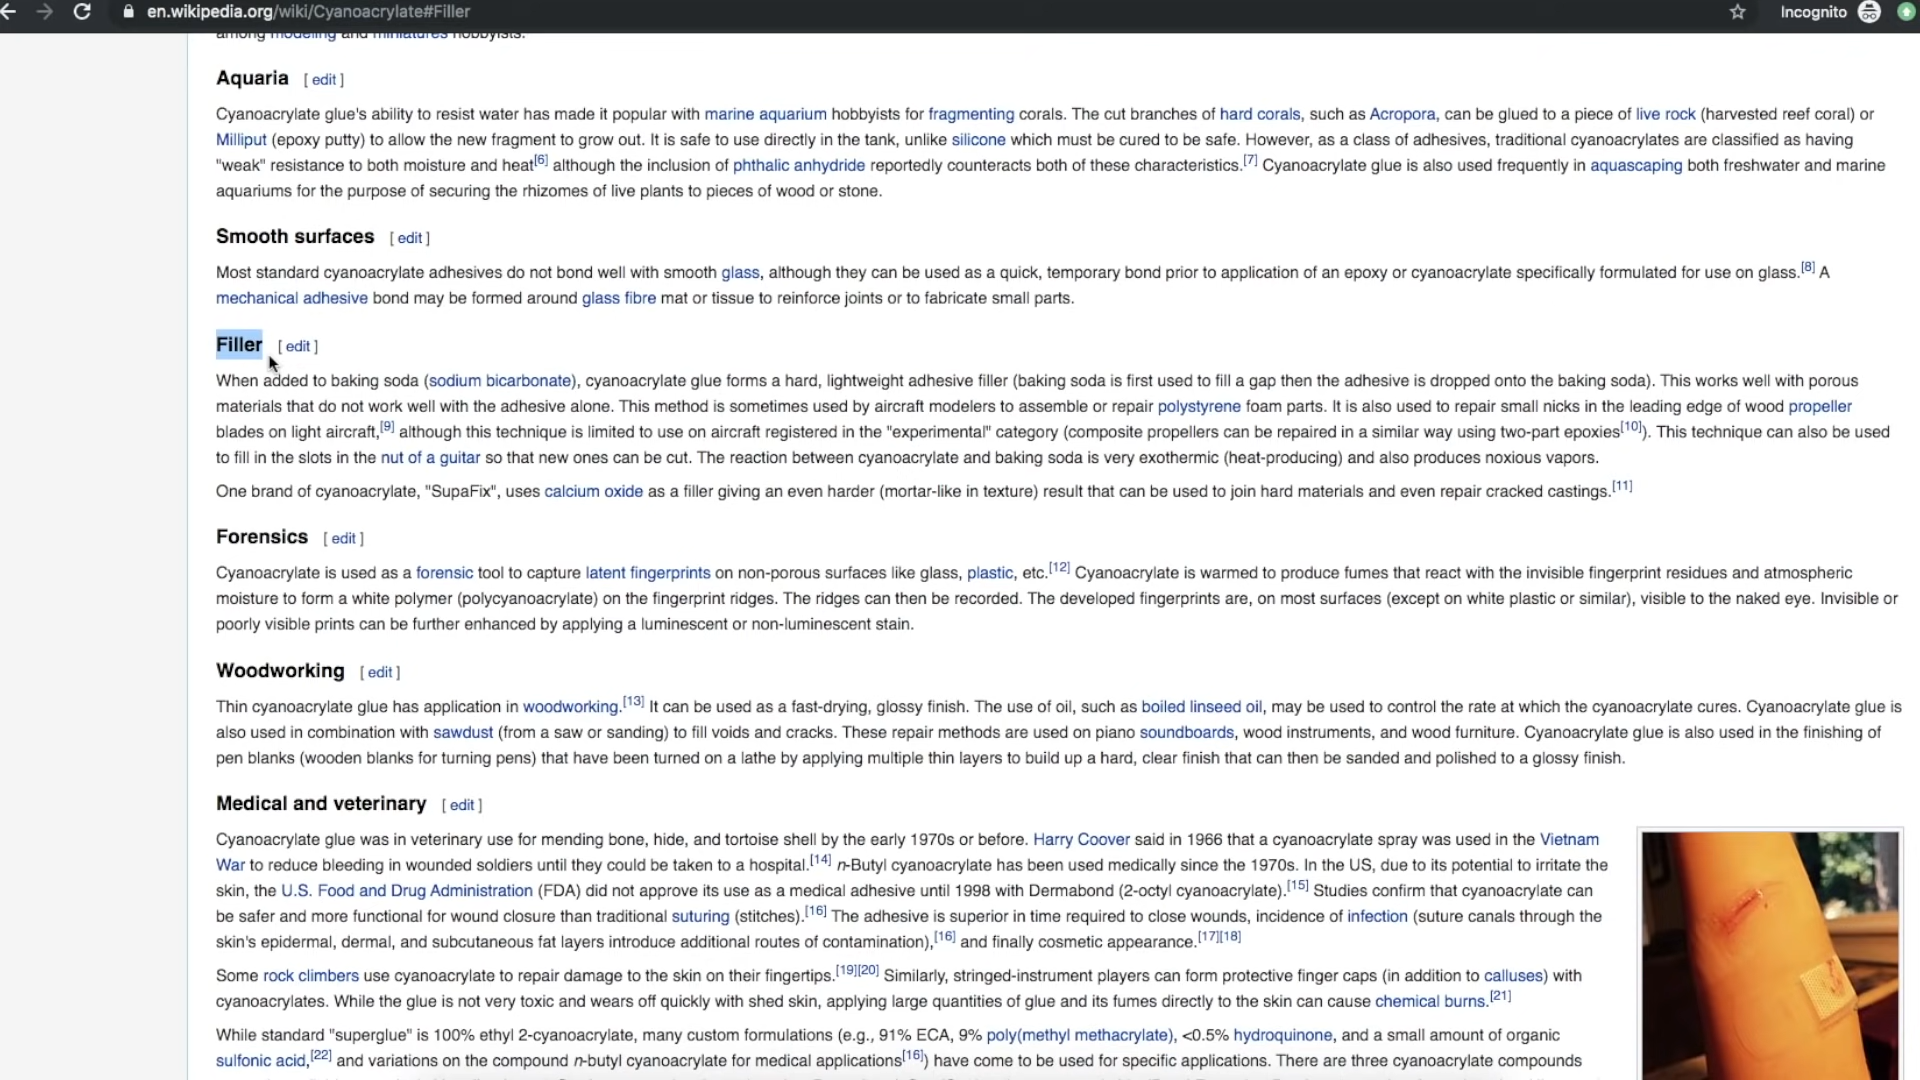 en.wikipedia.org/wiki/Cyanoacrylate#Filler
Incognito
among modeling and miniatures hobbyists.
Aquaria [ edit ]
Cyanoacrylate glue's ability to resist water has made it popular with marine aquarium hobbyists for fragmenting corals. The cut branches of hard corals, such as Acropora, can be glued to a piece of live rock (harvested reef coral) or
Milliput (epoxy putty) to allow the new fragment to grow out. It is safe to use directly in the tank, unlike silicone which must be cured to be safe. However, as a class of adhesives, traditional cyanoacrylates are classified as having
"weak" resistance to both moisture and heat[6] although the inclusion of phthalic anhydride reportedly counteracts both of these characteristics.[7] Cyanoacrylate glue is also used frequently in aquascaping both freshwater and marine
aquariums for the purpose of securing the rhizomes of live plants to pieces of wood or stone.
Smooth surfaces [ edit ]
Most standard cyanoacrylate adhesives do not bond well with smooth glass, although they can be used as a quick, temporary bond prior to application of an epoxy or cyanoacrylate specifically formulated for use on glass.[8] A
mechanical adhesive bond may be formed around glass fibre mat or tissue to reinforce joints or to fabricate small parts.
Filler [ edit ]
When added to baking soda (sodium bicarbonate), cyanoacrylate glue forms a hard, lightweight adhesive filler (baking soda is first used to fill a gap then the adhesive is dropped onto the baking soda). This works well with porous
materials that do not work well with the adhesive alone. This method is sometimes used by aircraft modelers to assemble or repair polystyrene foam parts. It is also used to repair small nicks in the leading edge of wood propeller
blades on light aircraft,[9] although this technique is limited to use on aircraft registered in the "experimental" category (composite propellers can be repaired in a similar way using two-part epoxies[10]). This technique can also be used
to fill in the slots in the nut of a guitar so that new ones can be cut. The reaction between cyanoacrylate and baking soda is very exothermic (heat-producing) and also produces noxious vapors.
One brand of cyanoacrylate, "SupaFix", uses calcium oxide as a filler giving an even harder (mortar-like in texture) result that can be used to join hard materials and even repair cracked castings.[11]
Forensics [ edit ]
Cyanoacrylate is used as a forensic tool to capture latent fingerprints on non-porous surfaces like glass, plastic, etc.[12] Cyanoacrylate is warmed to produce fumes that react with the invisible fingerprint residues and atmospheric
moisture to form a white polymer (polycyanoacrylate) on the fingerprint ridges. The ridges can then be recorded. The developed fingerprints are, on most surfaces (except on white plastic or similar), visible to the naked eye. Invisible or
poorly visible prints can be further enhanced by applying a luminescent or non-luminescent stain.
Woodworking [ edit ]
Thin cyanoacrylate glue has application in woodworking.[13] It can be used as a fast-drying, glossy finish. The use of oil, such as boiled linseed oil, may be used to control the rate at which the cyanoacrylate cures. Cyanoacrylate glue is
also used in combination with sawdust (from a saw or sanding) to fill voids and cracks. These repair methods are used on piano soundboards, wood instruments, and wood furniture. Cyanoacrylate glue is also used in the finishing of
pen blanks (wooden blanks for turning pens) that have been turned on a lathe by applying multiple thin layers to build up a hard, clear finish that can then be sanded and polished to a glossy finish.
Medical and veterinary [ edit ]
Cyanoacrylate glue was in veterinary use for mending bone, hide, and tortoise shell by the early 1970s or before. Harry Coover said in 1966 that a cyanoacrylate spray was used in the Vietnam
War to reduce bleeding in wounded soldiers until they could be taken to a hospital.[14] n-Butyl cyanoacrylate has been used medically since the 1970s. In the US, due to its potential to irritate the
skin, the U.S. Food and Drug Administration (FDA) did not approve its use as a medical adhesive until 1998 with Dermabond (2-octyl cyanoacrylate).[15] Studies confirm that cyanoacrylate can
be safer and more functional for wound closure than traditional suturing (stitches).[16] The adhesive is superior in time required to close wounds, incidence of infection (suture canals through the
skin's epidermal, dermal, and subcutaneous fat layers introduce additional routes of contamination),[16] and finally cosmetic appearance.[17][18]
Some rock climbers use cyanoacrylate to repair damage to the skin on their fingertips.[19][20] Similarly, stringed-instrument players can form protective finger caps (in addition to calluses) with
cyanoacrylates. While the glue is not very toxic and wears off quickly with shed skin, applying large quantities of glue and its fumes directly to the skin can cause chemical burns.[21]
While standard "superglue" is 100% ethyl 2-cyanoacrylate, many custom formulations (e.g., 91% ECA, 9% poly(methyl methacrylate), <0.5% hydroquinone, and a small amount of organic
sulfonic acid,[22] and variations on the compound n-butyl cyanoacrylate for medical applications[16]) have come to be used for specific applications. There are three cyanoacrylate compounds